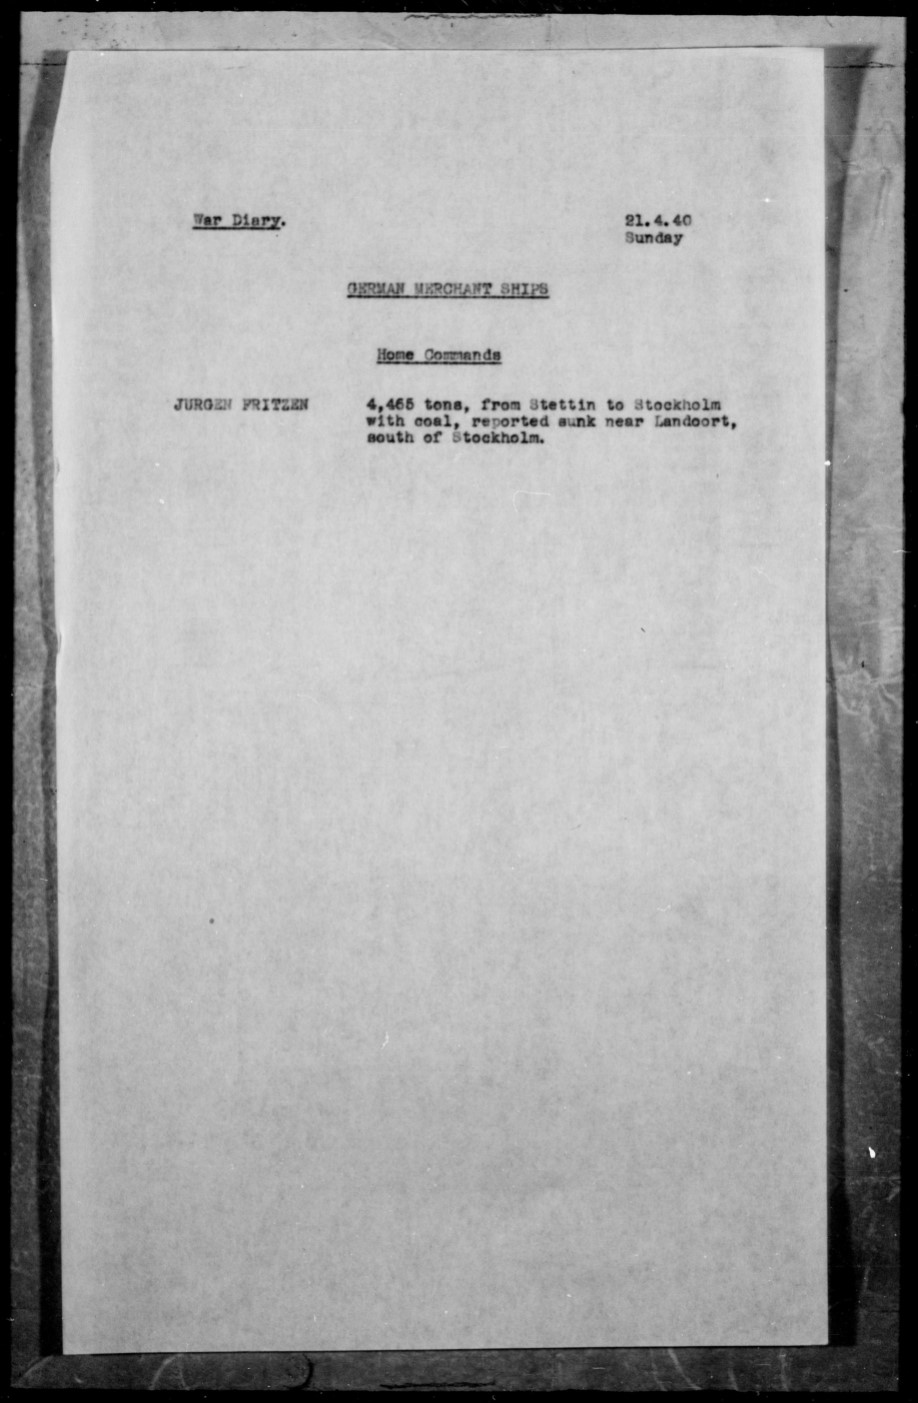 War Diary.
21.4.40
Sunday
GERMAN MERCHANT SHIPS
Home Commands
JURGEN FRITZEN 4,465 tons, from Stettin to Stockholm
with coal, reported sunk near Landoort,
south of Stockholm.